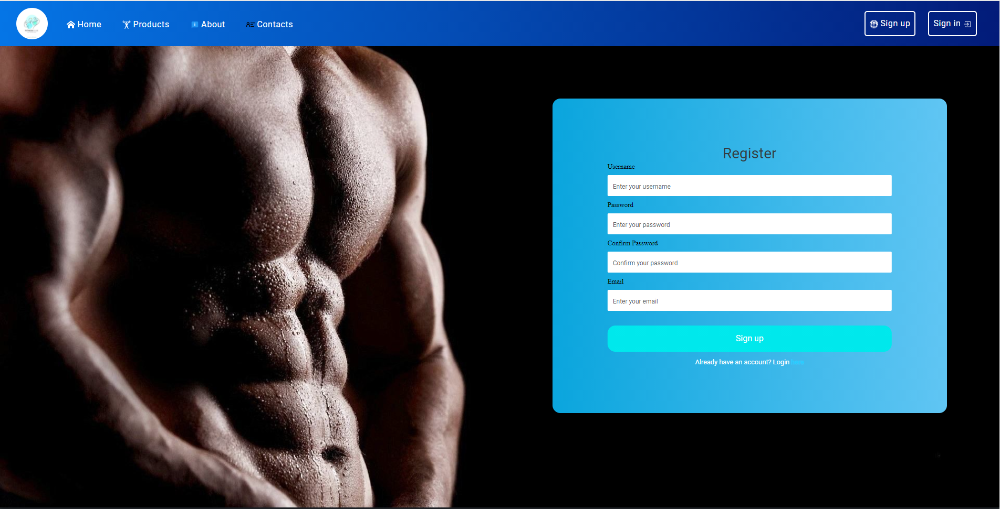 Home
Products
About
Contacts
Sign up
Sign in
Register
Username
Enter your username
Password
Enter your password
Confirm Password
Confirm your password
Email
Enter your email
Sign up
Already have an account? Login here